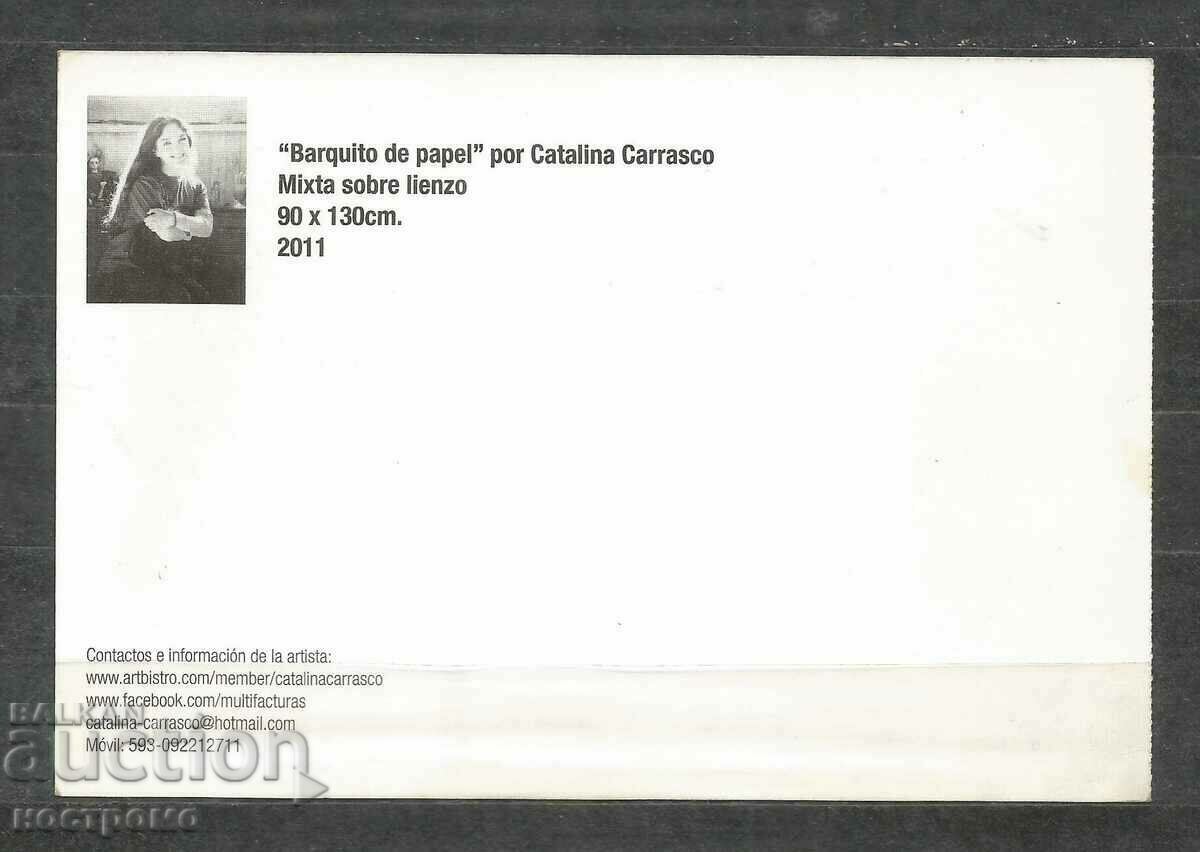 “Barquito de papel” por Catalina Carrasco
Mixta sobre lienzo
90 x 130cm.
2011
Contactos e información de la artista:
www.artbistro.com/member/catalinacarrasco
www.facebook.com/multifacturas
catalina-carrasco@hotmail.com
Móvil: 593-092212711
BALKAN
auction
костромо